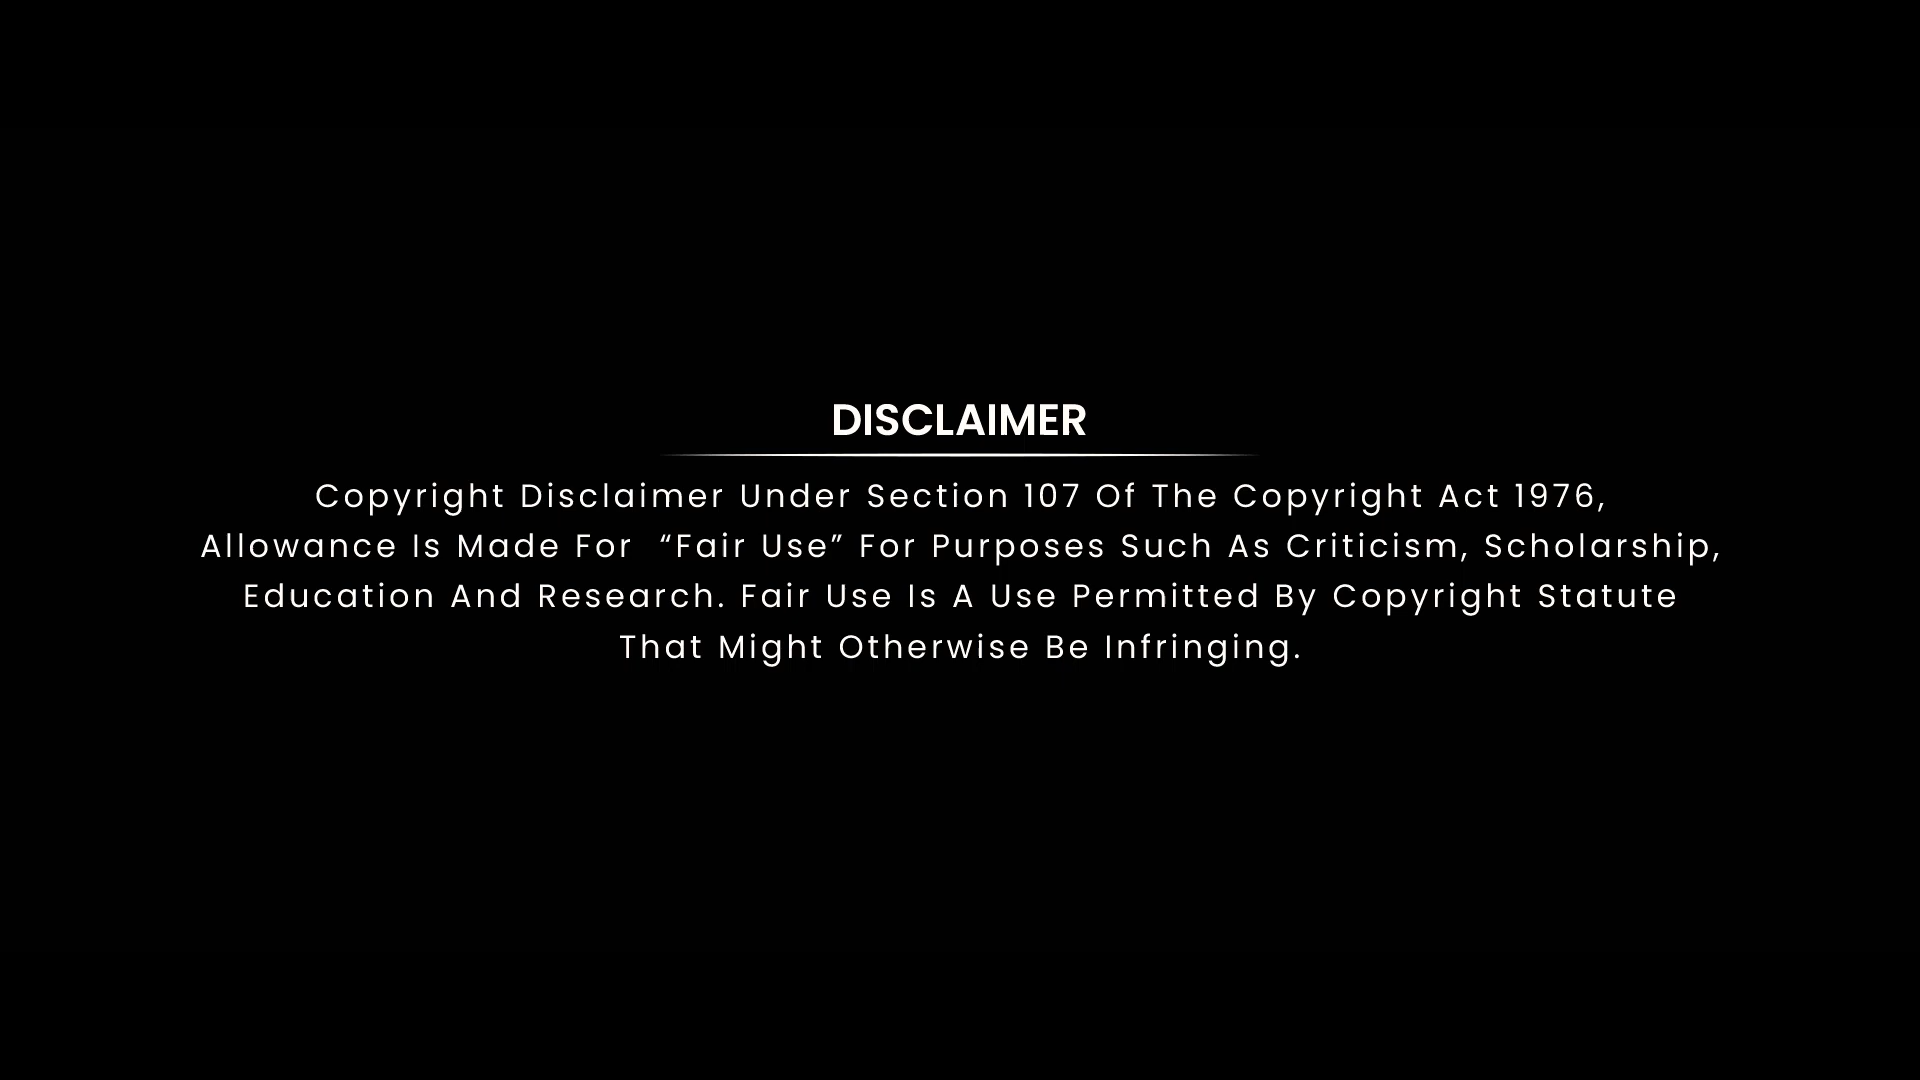 DISCLAIMER
Copyright Disclaimer Under Section 107 Of The Copyright Act 1976,
Allowance Is Made For  “Fair Use” For Purposes Such As Criticism, Scholarship,
Education And Research. Fair Use Is A Use Permitted By Copyright Statute
That Might Otherwise Be Infringing.